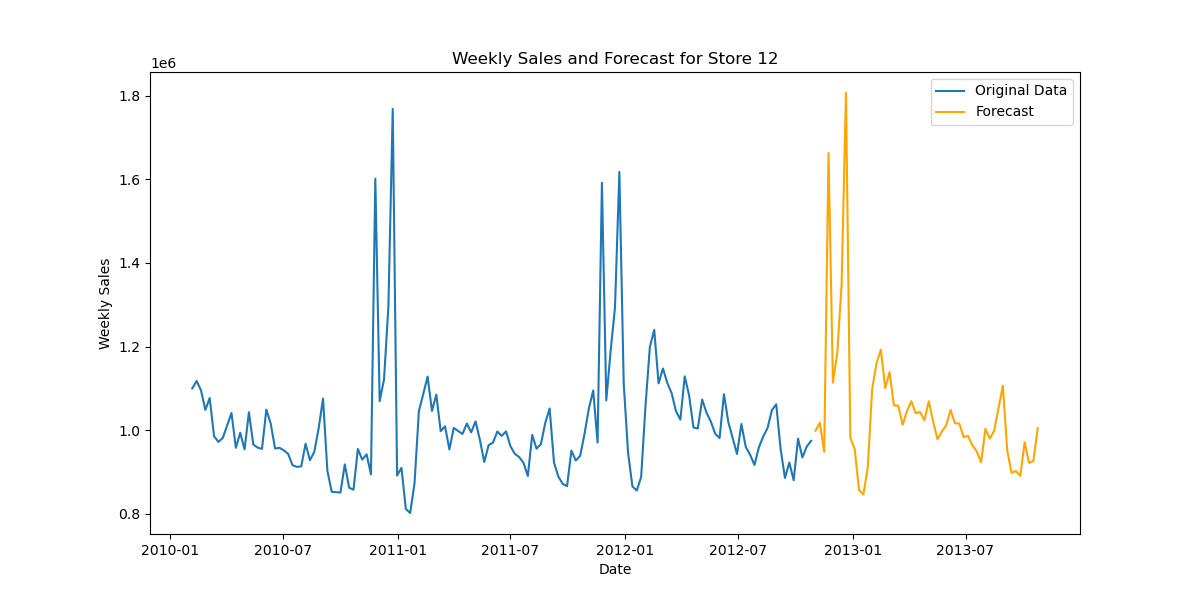 Weekly Sales and Forecast for Store 12
1e6
Original Data
Forecast
1.8
1.6
1.4
1.2
1.0
0.8
Weekly Sales
2010-01 2010-07 2011-01 2011-07 2012-01 2012-07 2013-01 2013-07
Date